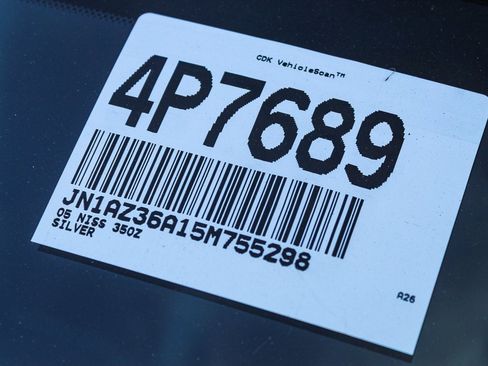 CDK VehicleScan™
4P7689
JN1AZ36A15M755298
05 NISS 350Z
SILVER
A26